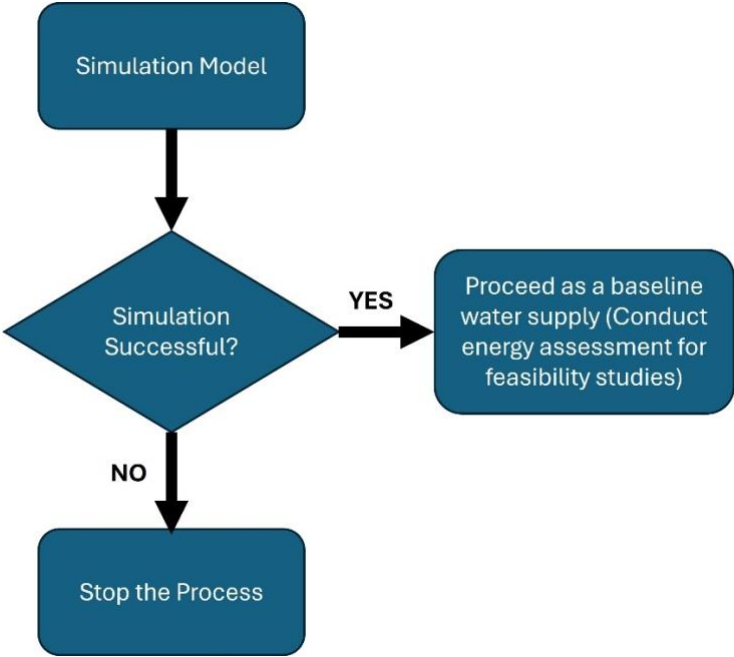 Simulation Model
Simulation
Successful?
YES
Proceed as a baseline
water supply (Conduct
energy assessment for
feasibility studies)
NO
Stop the Process